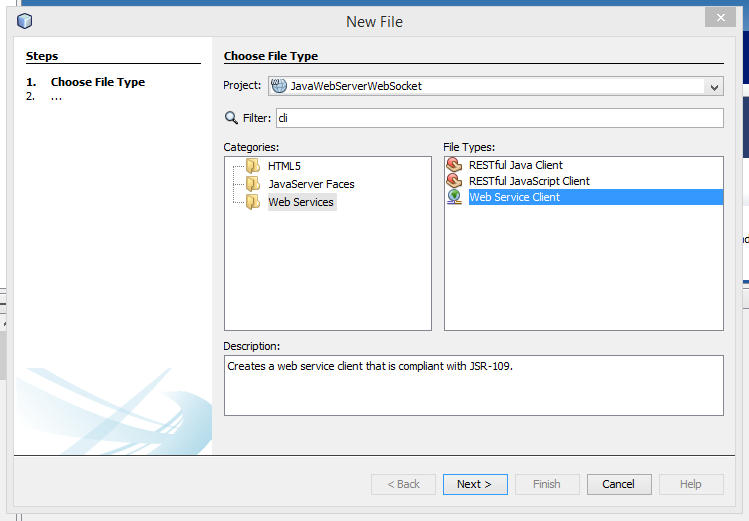 New File
Steps
1. Choose File Type
2. ...
Choose File Type
Project: JavaWebServerWebSocket
Filter: cli
Categories:
HTML5
JavaServer Faces
Web Services
File Types:
RESTful Java Client
RESTful JavaScript Client
Web Service Client
Description:
Creates a web service client that is compliant with JSR-109.
< Back
Next >
Finish
Cancel
Help